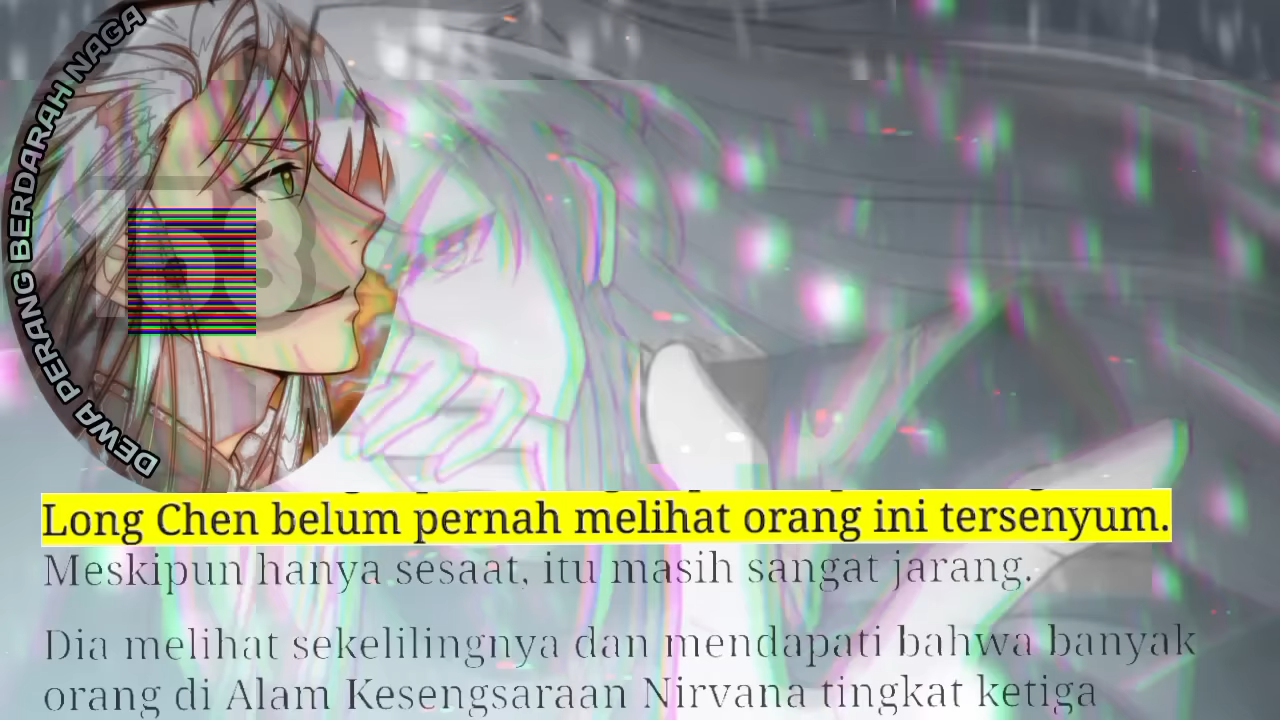 DEWA PERANG BERDARAH NAGA
Long Chen belum pernah melihat orang ini tersenyum.
Meskipun hanya sesaat, itu masih sangat jarang.
Dia melihat sekelilingnya dan mendapati bahwa banyak
orang di Alam Kesengsaraan Nirvana tingkat ketiga